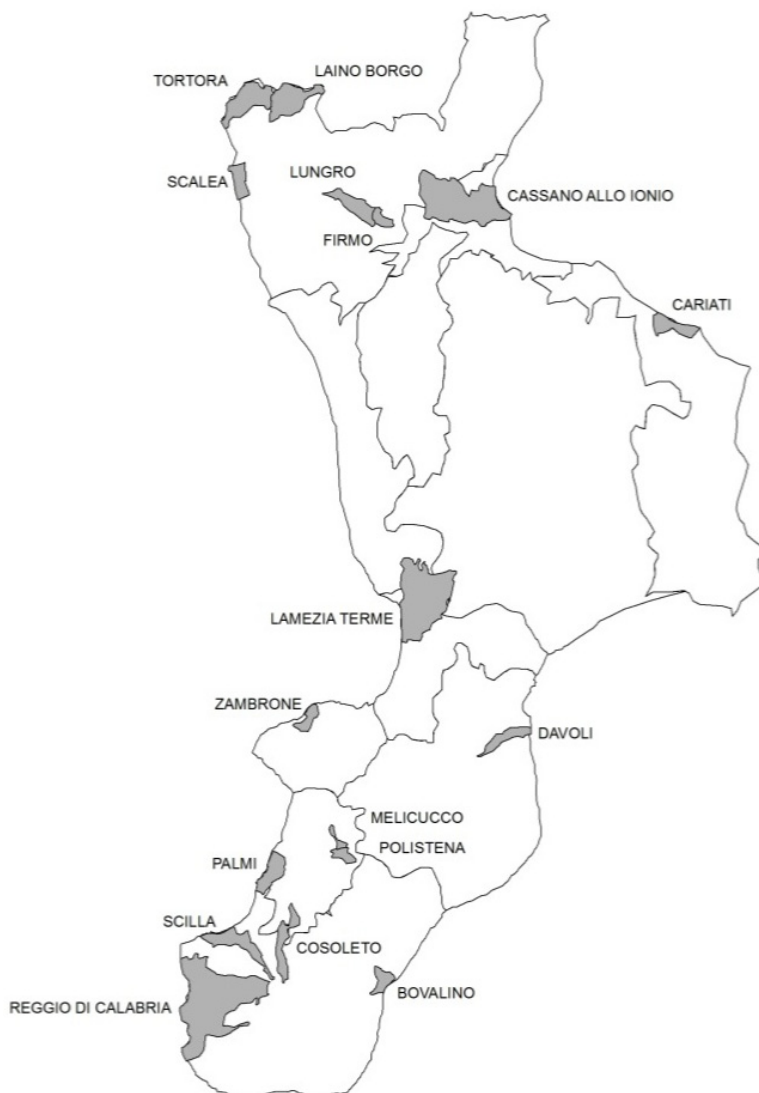 LAINO BORGO
TORTORA
LUNGRO
SCALEA
CASSANO ALLO IONIO
FIRMO
CARIATI
LAMEZIA TERME
ZAMBRONE
DAVOLI
MELICUCCO
POLISTENA
PALMI
SCILLA
COSOLETO
BOVALINO
REGGIO DI CALABRIA